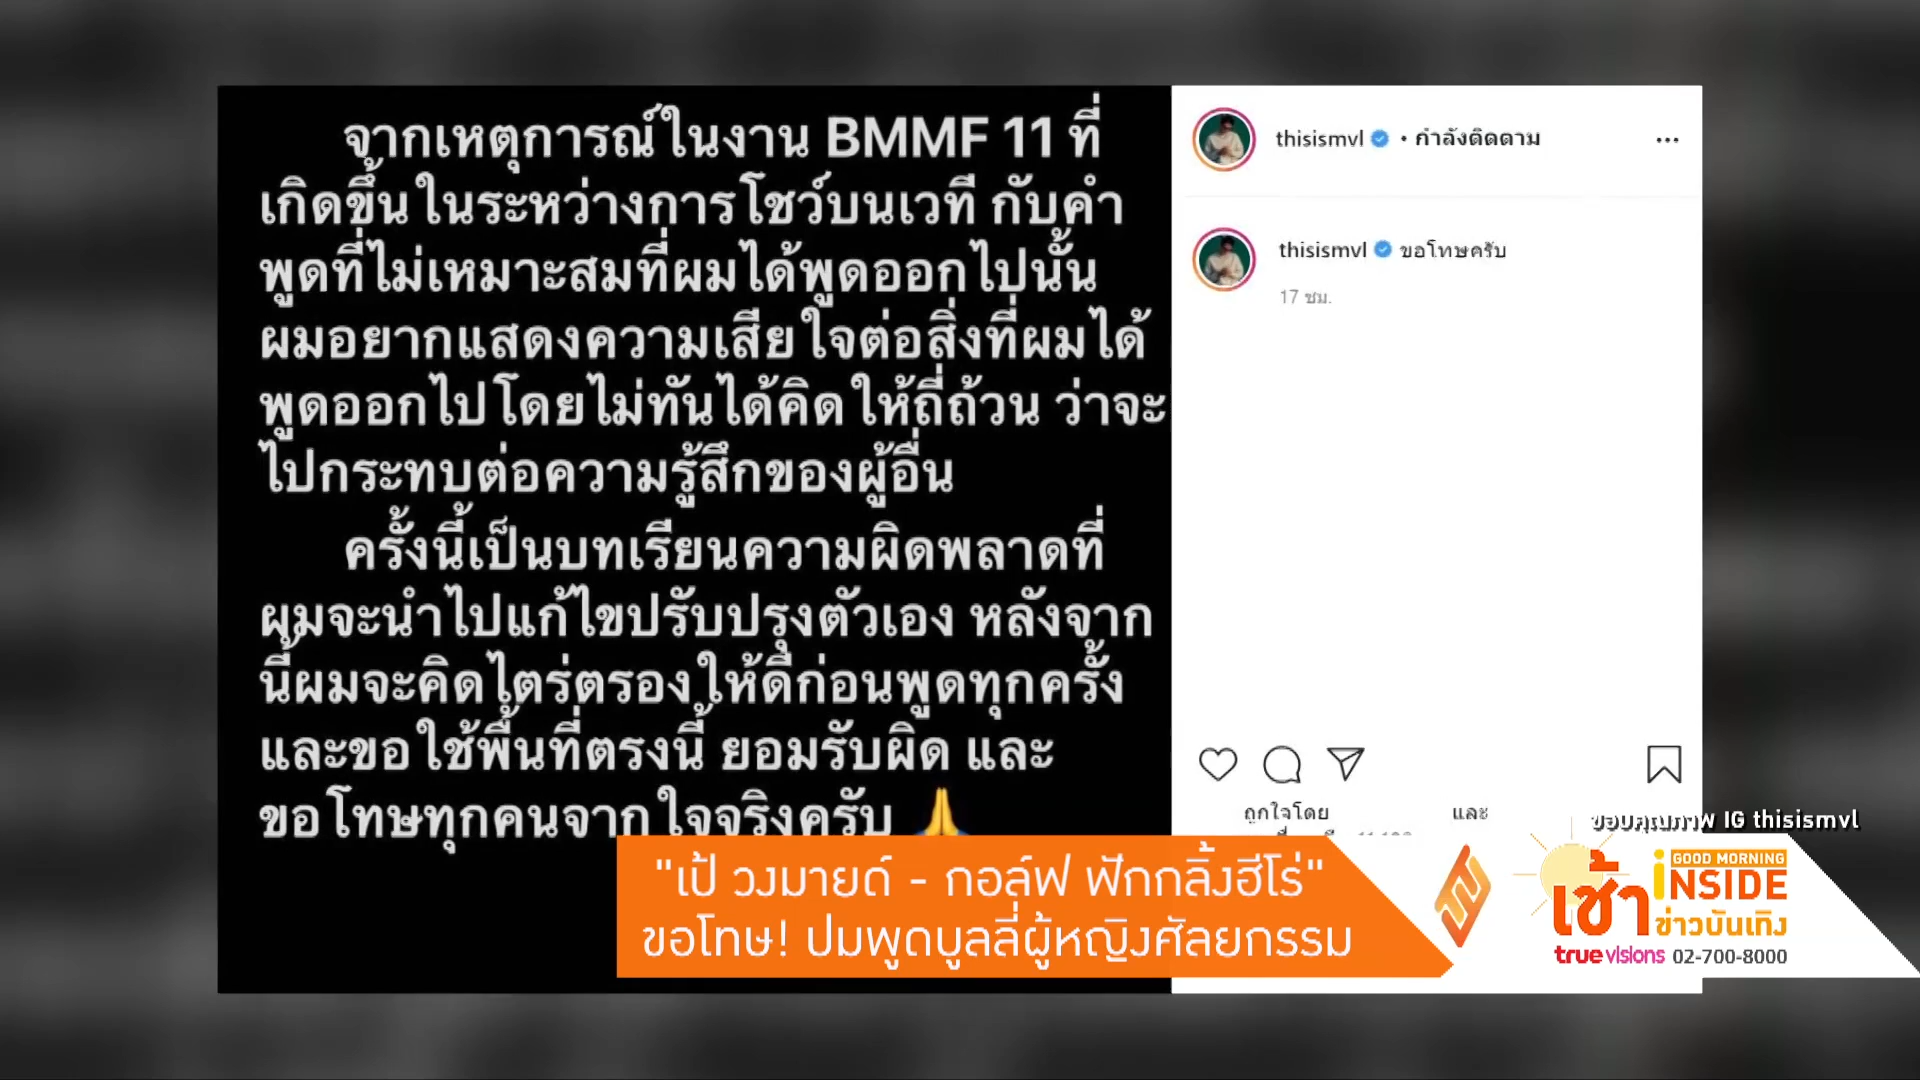 จากเหตุการณ์ในงาน BMMF 11 ที่
เกิดขึ้นในระหว่างการโชว์บนเวที กับคำ
พูดที่ไม่เหมาะสมที่ผมได้พูดออกไปนั้น
ผมอยากแสดงความเสียใจต่อสิ่งที่ผมได้
พูดออกไปโดยไม่ทันได้คิดให้ถี่ถ้วน ว่าจะ
ไปกระทบต่อความรู้สึกของผู้อื่น
ครั้งนี้เป็นบทเรียนความผิดพลาดที่
ผมจะนำไปแก้ไขปรับปรุงตัวเอง หลังจาก
นี้ผมจะคิดไตร่ตรองให้ดีก่อนพูดทุกครั้ง
และขอใช้พื้นที่ตรงนี้ ยอมรับผิด และ
ขอโทษทุกคนจากใจจริงครับ 🙏
thisismvl • กำลังติดตาม
thisismvl ขอโทษครับ
17 ชม.
ถูกใจโดย และ
ขอบคุณภาพ IG thisismvl
"เป้ วงมายด์ - กอล์ฟ ฟักกลิ้งฮีโร่"
ขอโทษ! ปมพูดบูลลี่ผู้หญิงศัลยกรรม
เช้า GOOD MORNING
iNSIDE
ข่าวบันเทิง
truevisions 02-700-8000